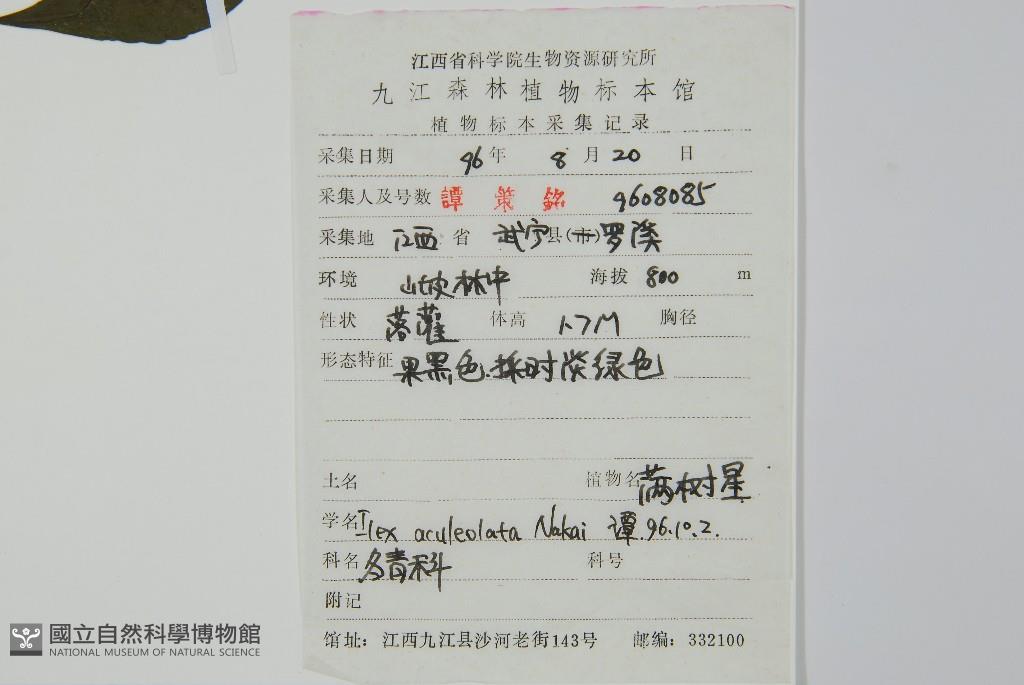 江西省科学院生物资源研究所
九江森林植物标本馆
植物标本采集记录
采集日期 96年 8月20日
采集人及号数 譚策銘 9608085
采集地 江西省 武宁县(市)罗溪
环境 山坡林中 海拔 800 m
性状 落灌 体高 1.7M 胸径
形态特征 果黑色.採时淡绿色
土名 植物名 满树星
学名 Ilex aculeolata Nakai 譚.96.10.2.
科名 冬青科 科号
附记
馆址：江西九江县沙河老街143号 邮编：332100
國立自然科學博物館
NATIONAL MUSEUM OF NATURAL SCIENCE